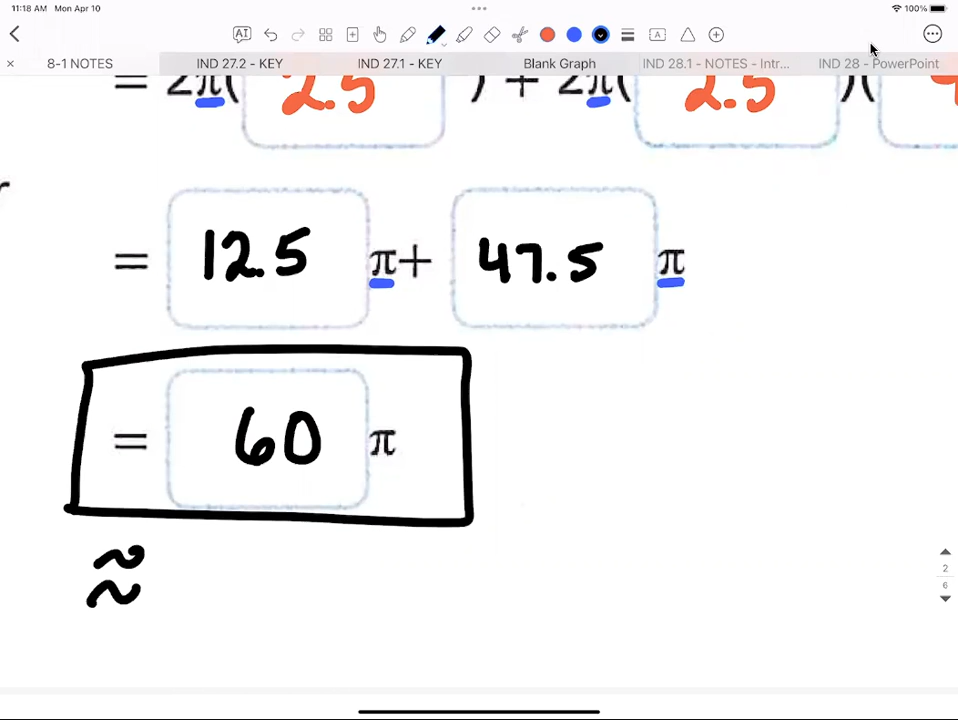 11:18 AM Mon Apr 10
100%
AI
8-1 NOTES
IND 27.2 - KEY
IND 27.1 - KEY
Blank Graph
IND 28.1 - NOTES - Intr...
IND 28 - PowerPoint
= 2π( 2.5 ) + 2π( 2.5 )(
= 12.5 π+ 47.5 π
= 60 π
≈
2
6